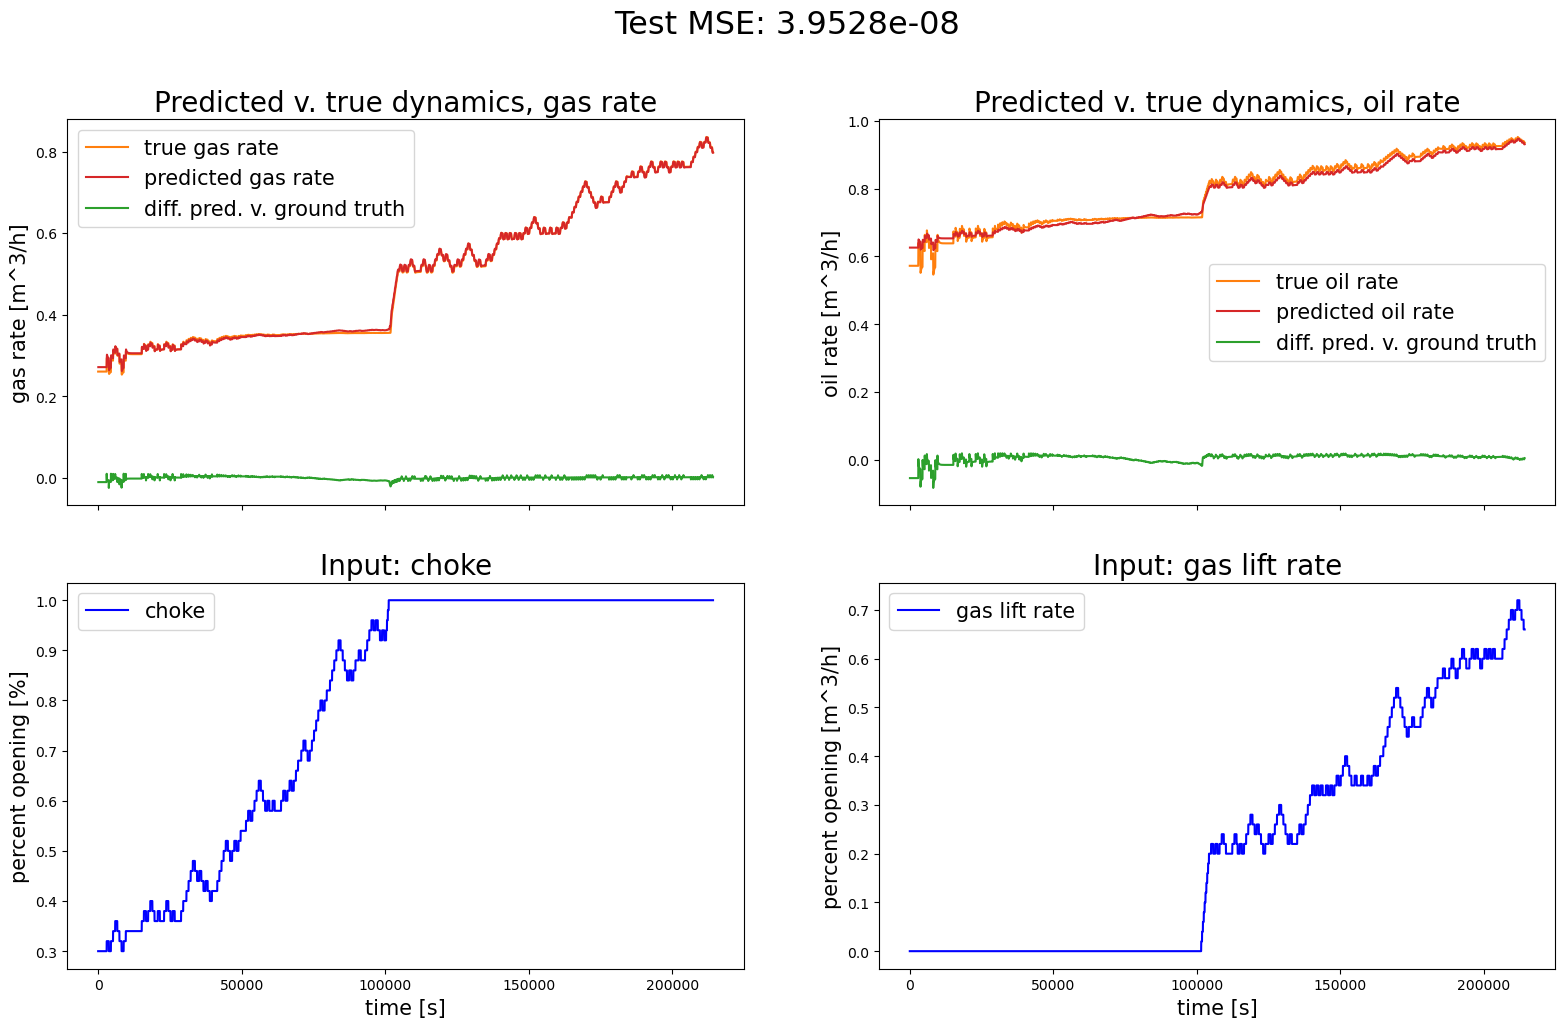 Test MSE: 3.9528e-08
Predicted v. true dynamics, gas rate
gas rate [m^3/h]
0.8
0.6
0.4
0.2
0.0
true gas rate
predicted gas rate
diff. pred. v. ground truth
Predicted v. true dynamics, oil rate
oil rate [m^3/h]
1.0
0.8
0.6
0.4
0.2
0.0
true oil rate
predicted oil rate
diff. pred. v. ground truth
Input: choke
percent opening [%]
1.0
0.9
0.8
0.7
0.6
0.5
0.4
0.3
choke
0
50000
100000
150000
200000
time [s]
Input: gas lift rate
percent opening [m^3/h]
0.7
0.6
0.5
0.4
0.3
0.2
0.1
0.0
gas lift rate
0
50000
100000
150000
200000
time [s]